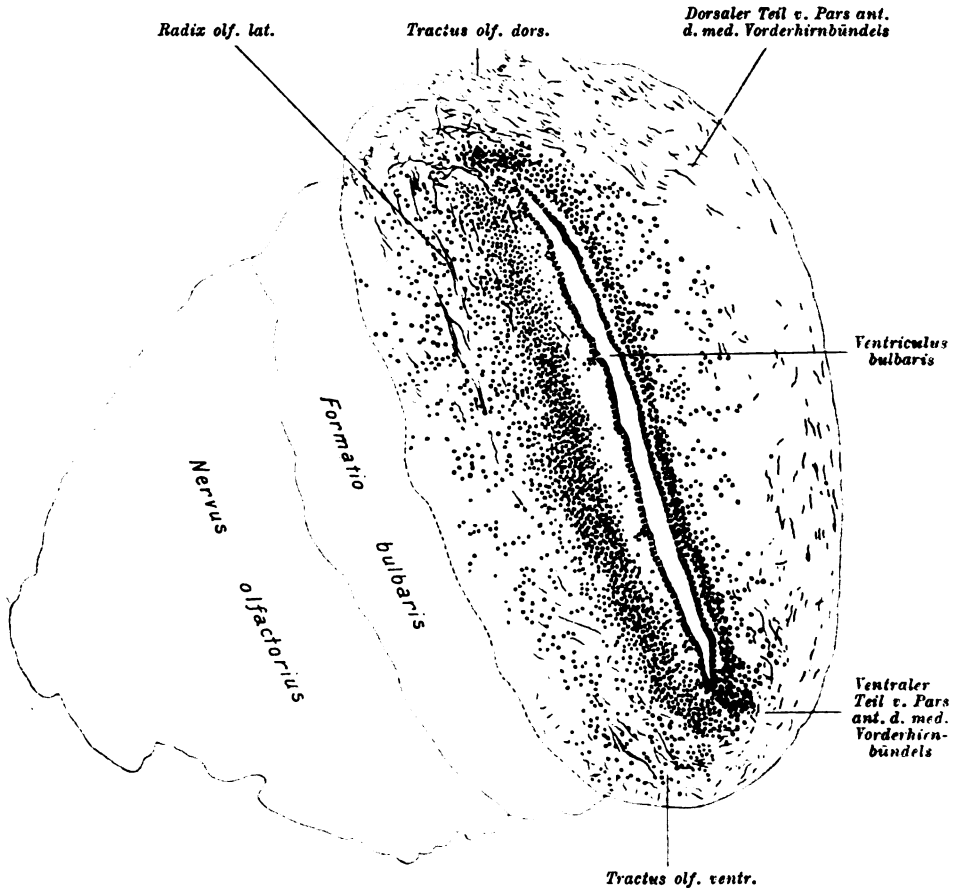 Radix olf. lat.
Tractus olf. dors.
Dorsaler Teil v. Pars ant.
d. med. Vorderhirnbündels
Ventriculus
bulbaris
Formatio
bulbaris
Nervus
olfactorius
Ventraler
Teil v. Pars
ant. d. med.
Vorderhirn-
bündels
Tractus olf. ventr.